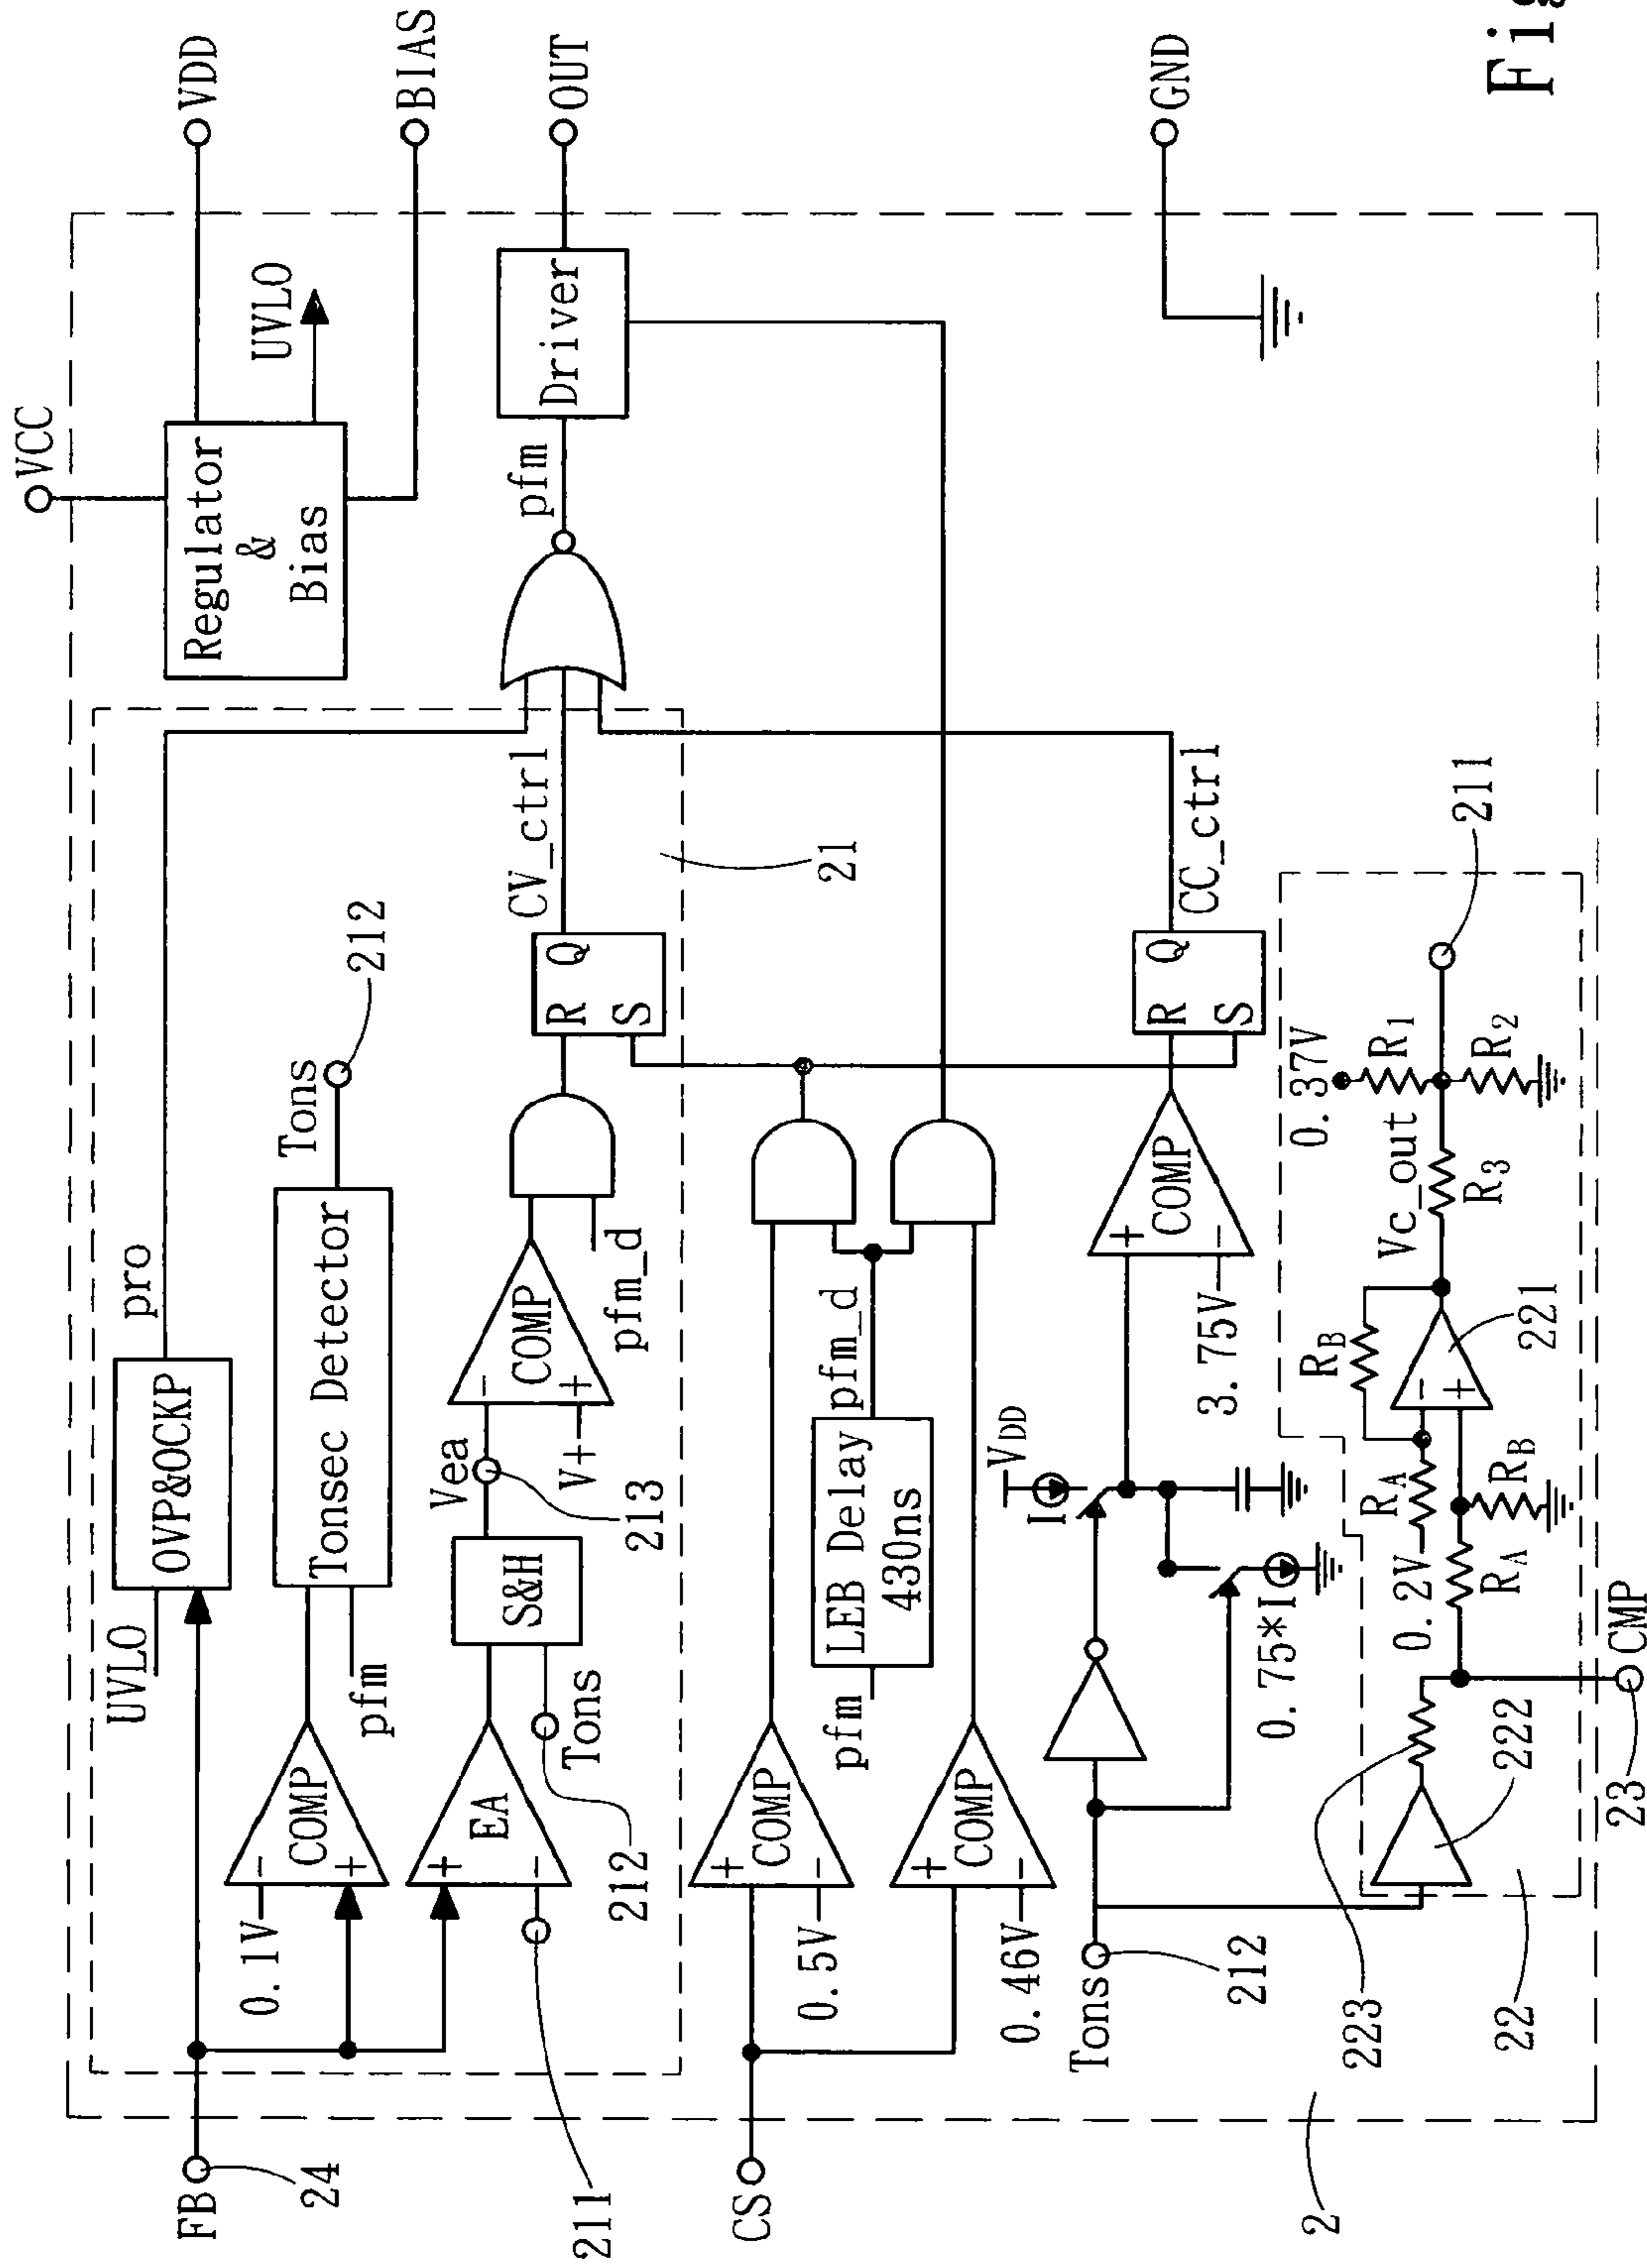 VCC
VDD
BIAS
OUT
GND
Regulator
&
Bias
UVLO
Driver
pfm
pro
UVLO
OVP&OCKP
Tonsec Detector
Tons
212
pfm
0.1V
COMP
-
+
EA
+
-
211
Tons
212
S&H
Vea
213
V+
COMP
-
+
pfm_d
R Q
S
CV_ctrl
21
FB
24
CS
COMP
+
-
0.5V
COMP
+
-
0.46V
pfm
LEB Delay
430ns
pfm_d
Tons
212
VDD
I
0.75*I
3.75V
COMP
+
-
R Q
S
CC_ctrl
223
222
22
2
23
CMP
0.2V
RA
RA
RB
RB
-
+
221
Vc_out
R3
0.37V
R1
R2
211